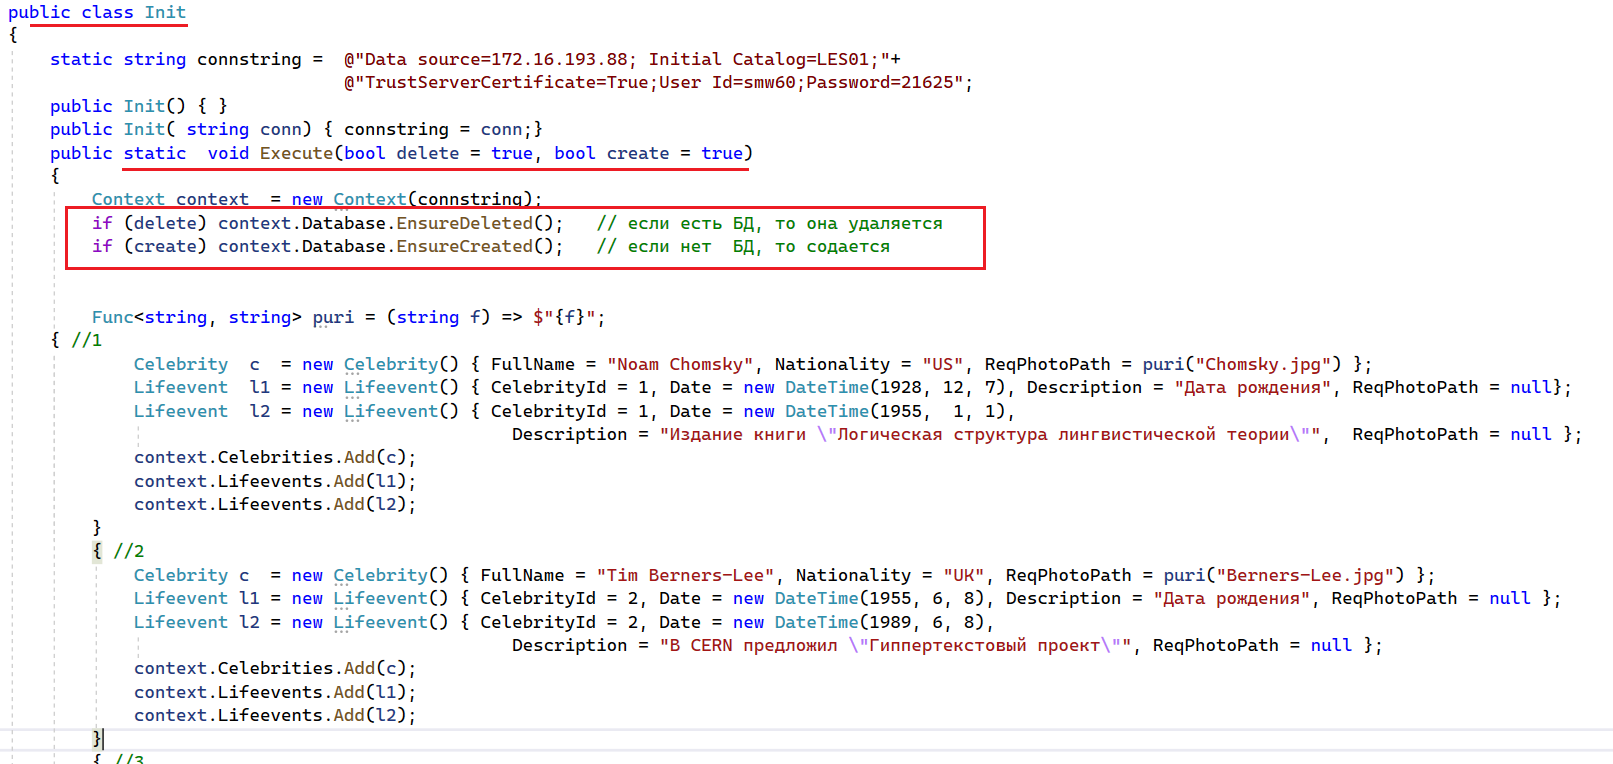 public class Init
{
static string connstring = @"Data source=172.16.193.88; Initial Catalog=LES01;"+
@"TrustServerCertificate=True;User Id=smw60;Password=21625";
public Init() { }
public Init( string conn) { connstring = conn;}
public static void Execute(bool delete = true, bool create = true)
{
Context context = new Context(connstring);
if (delete) context.Database.EnsureDeleted(); // если есть БД, то она удаляется
if (create) context.Database.EnsureCreated(); // если нет БД, то содается
Func<string, string> puri = (string f) => $"{f}";
{ //1
Celebrity c = new Celebrity() { FullName = "Noam Chomsky", Nationality = "US", ReqPhotoPath = puri("Chomsky.jpg") };
Lifeevent l1 = new Lifeevent() { CelebrityId = 1, Date = new DateTime(1928, 12, 7), Description = "Дата рождения", ReqPhotoPath = null};
Lifeevent l2 = new Lifeevent() { CelebrityId = 1, Date = new DateTime(1955, 1, 1),
Description = "Издание книги \"Логическая структура лингвистической теории\"", ReqPhotoPath = null };
context.Celebrities.Add(c);
context.Lifeevents.Add(l1);
context.Lifeevents.Add(l2);
}
{ //2
Celebrity c = new Celebrity() { FullName = "Tim Berners-Lee", Nationality = "UK", ReqPhotoPath = puri("Berners-Lee.jpg") };
Lifeevent l1 = new Lifeevent() { CelebrityId = 2, Date = new DateTime(1955, 6, 8), Description = "Дата рождения", ReqPhotoPath = null };
Lifeevent l2 = new Lifeevent() { CelebrityId = 2, Date = new DateTime(1989, 6, 8),
Description = "В CERN предложил \"Гиппертекстовый проект\"", ReqPhotoPath = null };
context.Celebrities.Add(c);
context.Lifeevents.Add(l1);
context.Lifeevents.Add(l2);
}
{ //3